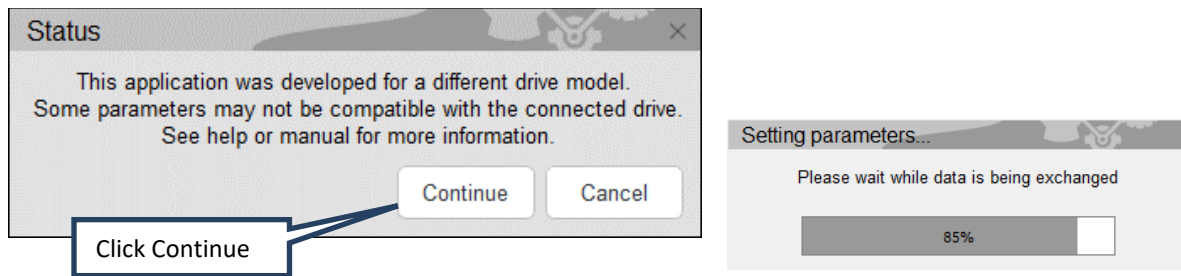 Status
This application was developed for a different drive model.
Some parameters may not be compatible with the connected drive.
See help or manual for more information.
Continue
Cancel
Click Continue
Setting parameters...
Please wait while data is being exchanged
85%